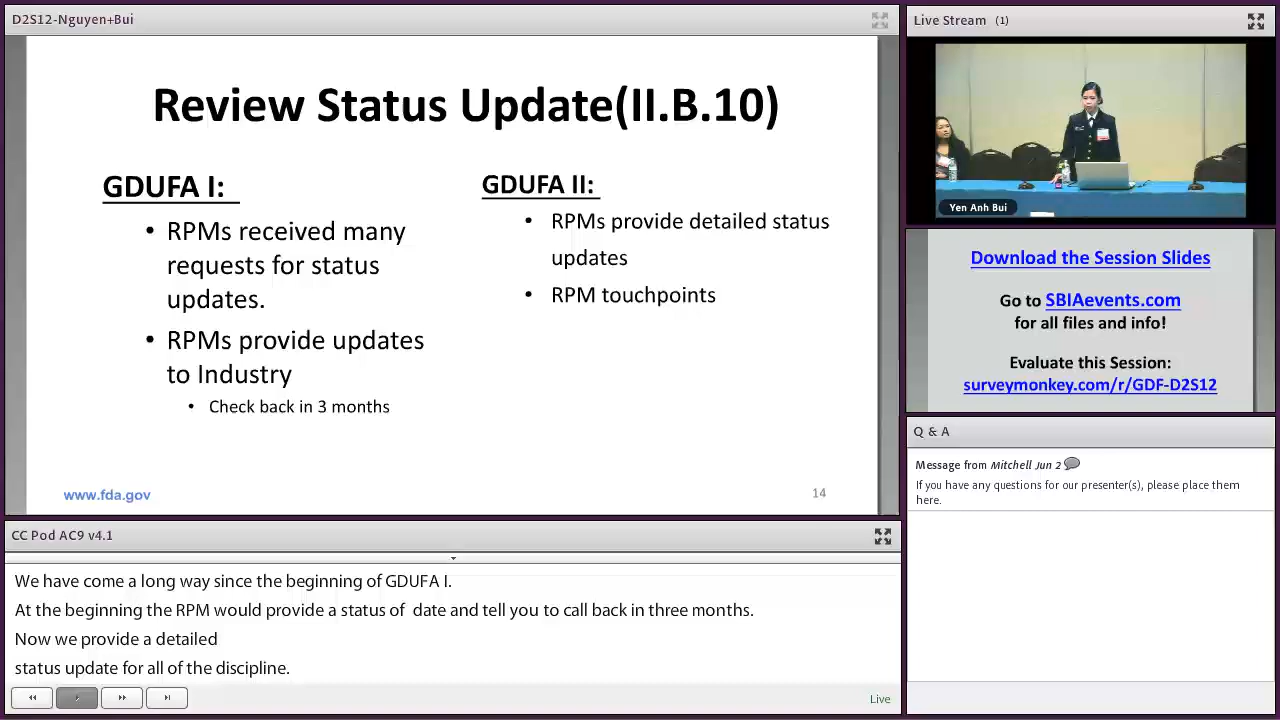 D2S12-Nguyen+Bui
Review Status Update(II.B.10)
GDUFA I:
• RPMs received many
requests for status
updates.
• RPMs provide updates
to Industry
• Check back in 3 months
GDUFA II:
• RPMs provide detailed status
updates
• RPM touchpoints
www.fda.gov
14
Live Stream (1)
Yen Anh Bui
Download the Session Slides
Go to SBIAevents.com
for all files and info!
Evaluate this Session:
surveymonkey.com/r/GDF-D2S12
Q & A
Message from Mitchell Jun 2
If you have any questions for our presenter(s), please place them
here.
CC Pod AC9 v4.1
We have come a long way since the beginning of GDUFA I.
At the beginning the RPM would provide a status of date and tell you to call back in three months.
Now we provide a detailed
status update for all of the discipline.
Live